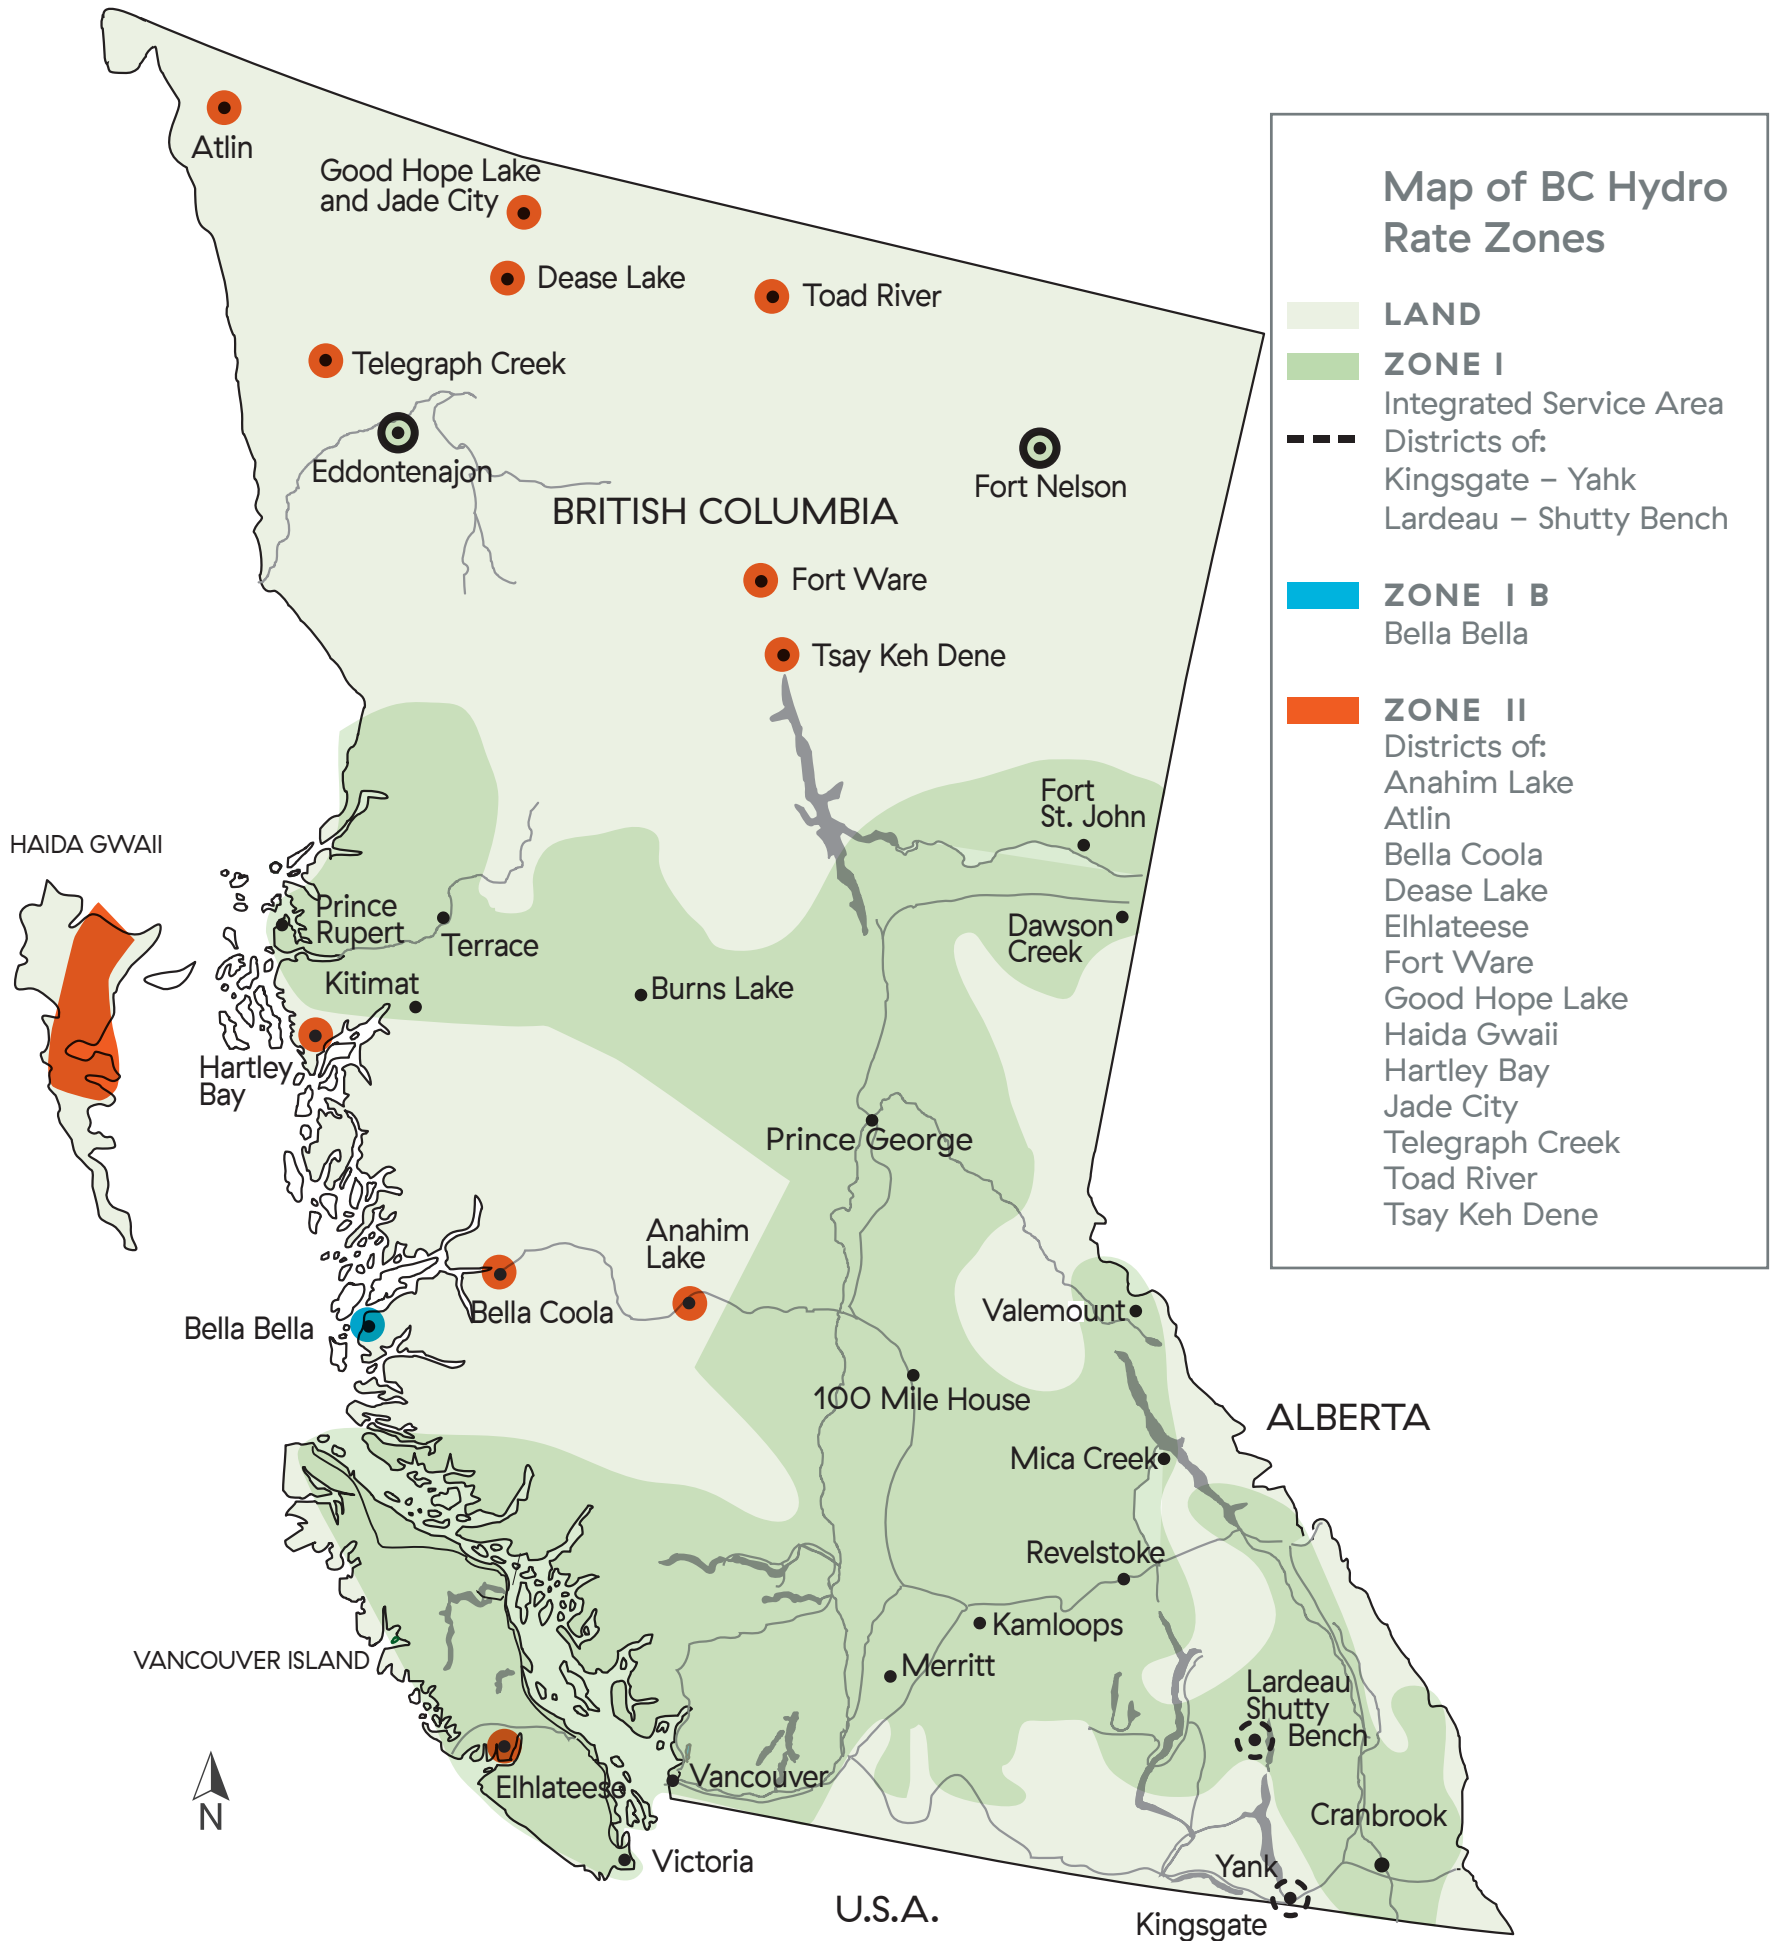 Atlin
Good Hope Lake
and Jade City
Dease Lake
Toad River
Telegraph Creek
Eddontenajon
Fort Nelson
BRITISH COLUMBIA
Fort Ware
Tsay Keh Dene
Fort
St. John
HAIDA GWAII
Prince
Rupert
Terrace
Dawson
Creek
Kitimat
Burns Lake
Hartley
Bay
Prince George
Anahim
Lake
Bella Coola
Bella Bella
Valemount
100 Mile House
ALBERTA
Mica Creek
Revelstoke
Kamloops
VANCOUVER ISLAND
Merritt
Lardeau
Shutty
Bench
Elhlateese
Vancouver
N
Cranbrook
Victoria
Yank
U.S.A.
Kingsgate
Map of BC Hydro
Rate Zones
LAND
ZONE I
Integrated Service Area
Districts of:
Kingsgate – Yahk
Lardeau – Shutty Bench
ZONE I B
Bella Bella
ZONE II
Districts of:
Anahim Lake
Atlin
Bella Coola
Dease Lake
Elhlateese
Fort Ware
Good Hope Lake
Haida Gwaii
Hartley Bay
Jade City
Telegraph Creek
Toad River
Tsay Keh Dene